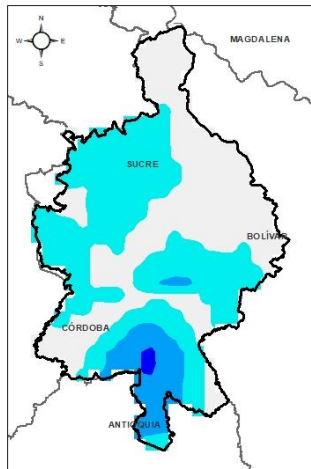 N
W E
S
MAGDALENA
SUCRE
BOLÍVAR
CÓRDOBA
ANTIOQUIA